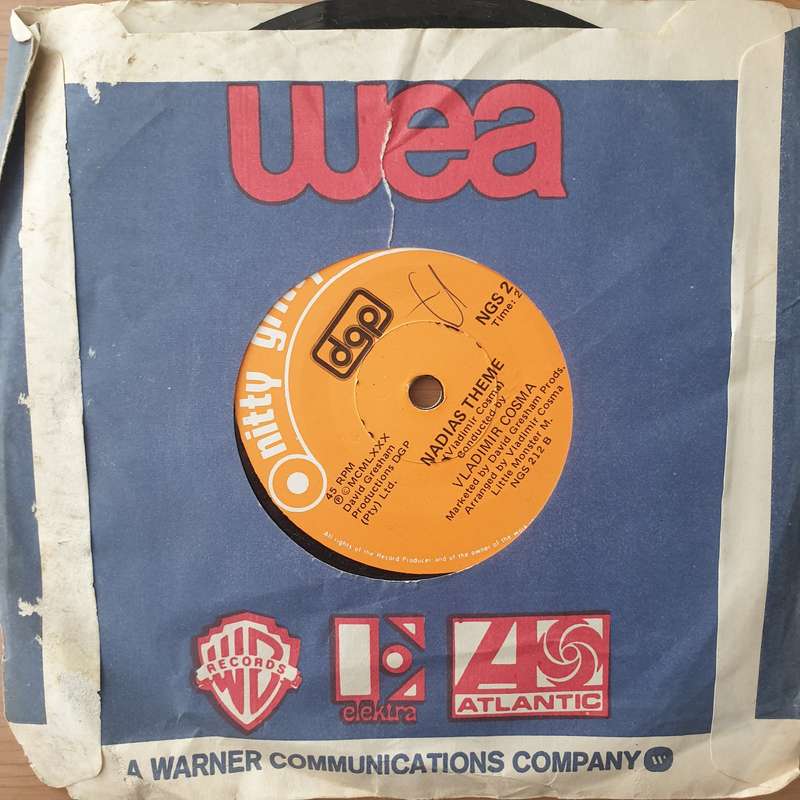 wea
nitty
dgp
NGS 2
Time: 2
45 RPM
℗©MCMLXXX
David Gresham
Productions DGP
(Pty) Ltd.
NADIAS THEME
(Vladimir Cosma)
Conducted by
VLADIMIR COSMA
Marketed by David Gresham Prods.
Arranged by Vladimir Cosma
Little Monster M.
NGS 212 B
All rights of the Record Producer and of the owner of the
W RECORDS
elektra
ATLANTIC
A WARNER COMMUNICATIONS COMPANY